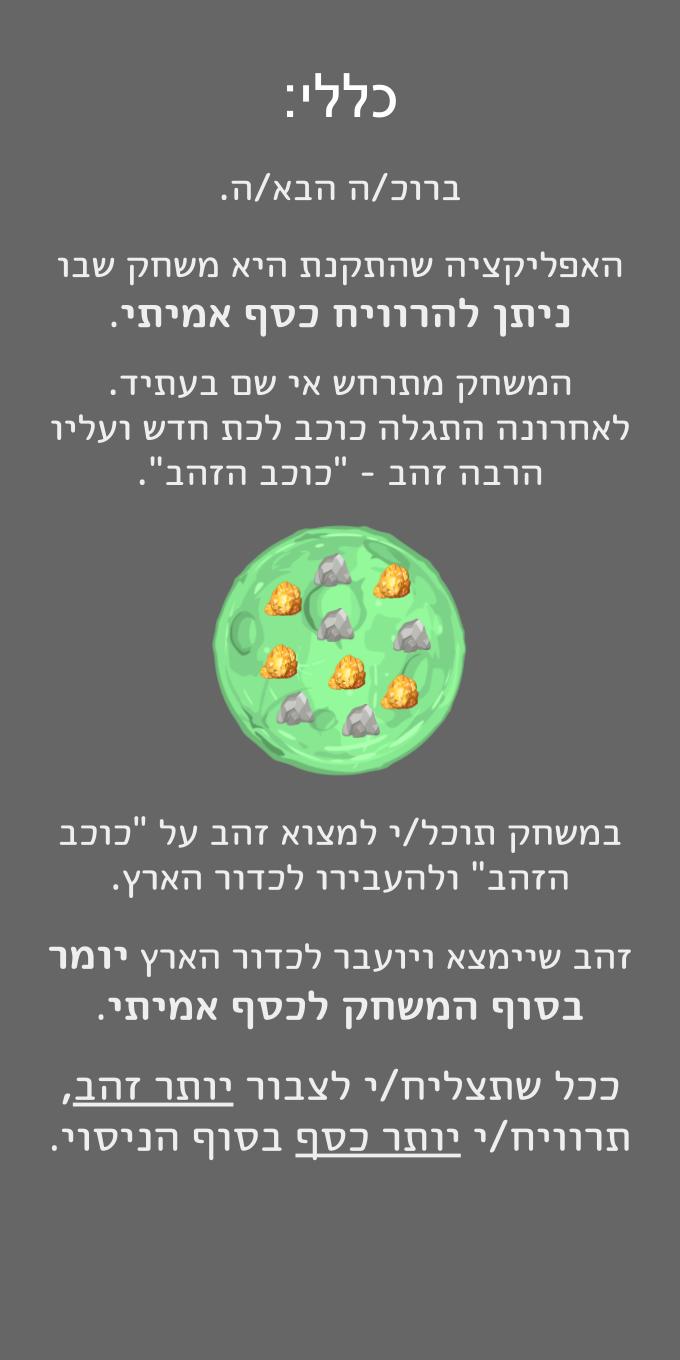 כללי:
ברוכ/ה הבא/ה.
האפליקציה שהתקנת היא משחק שבו
ניתן להרוויח כסף אמיתי.
המשחק מתרחש אי שם בעתיד.
לאחרונה התגלה כוכב לכת חדש ועליו
הרבה זהב - "כוכב הזהב".
במשחק תוכל/י למצוא זהב על "כוכב
הזהב" ולהעבירו לכדור הארץ.
זהב שיימצא ויועבר לכדור הארץ יומר
בסוף המשחק לכסף אמיתי.
ככל שתצליח/י לצבור יותר זהב,
תרוויח/י יותר כסף בסוף הניסוי.